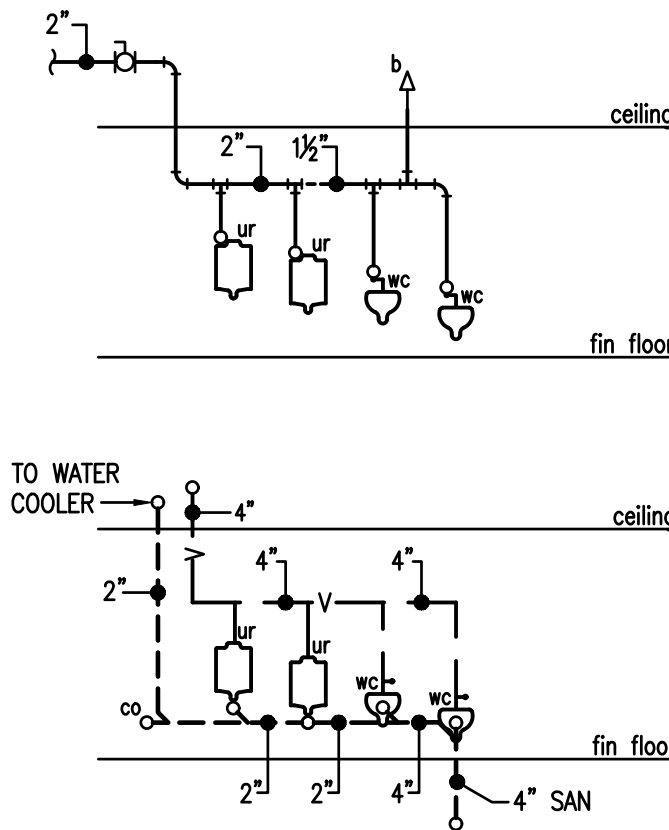 2"
b
ceiling
2" 1½"
ur
ur
wc
wc
fin floor
TO WATER
COOLER
4"
ceiling
V
4" 4"
2"
V
ur
ur
wc
wc
co
fin floo
2" 2" 4"
4" SAN